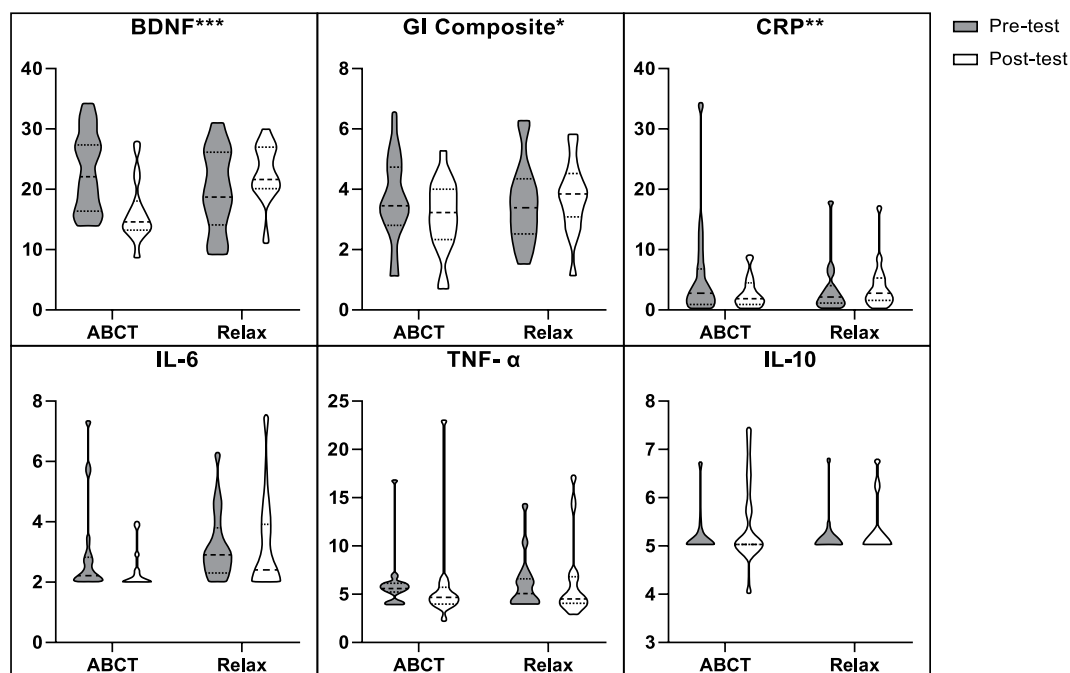 BDNF***
40
30
20
10
0
ABCT Relax
GI Composite*
8
6
4
2
0
ABCT Relax
CRP**
40
30
20
10
0
ABCT Relax
Pre-test
Post-test
IL-6
8
6
4
2
0
ABCT Relax
TNF- α
25
20
15
10
5
0
ABCT Relax
IL-10
8
7
6
5
4
3
ABCT Relax